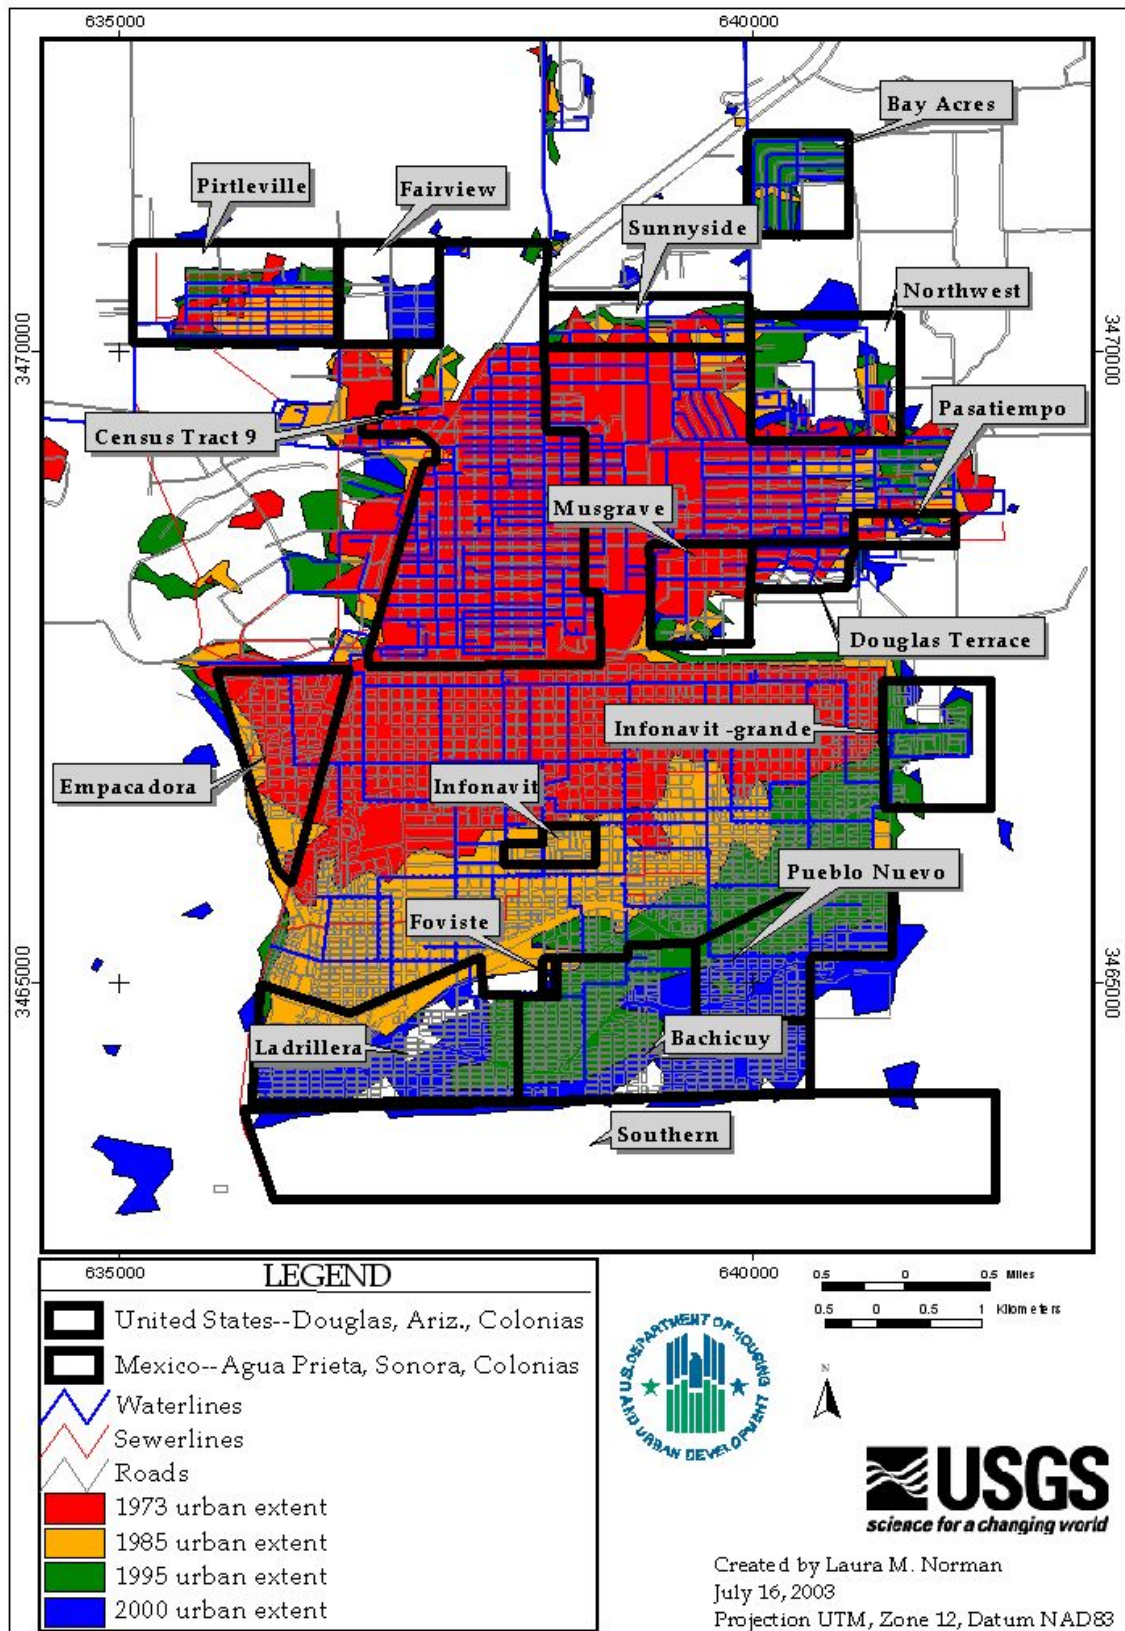 635000
640000
Bay Acres
Pirtleville
Fairview
Sunnyside
Northwest
3470000
3470000
Pasatiempo
Census Tract 9
Musgrave
Douglas Terrace
Infonavit -grande
Empacadora
Infonavit
Pueblo Nuevo
Foviste
3465000
3465000
Ladrillera
Bachicuy
Southern
635000
640000
LEGEND
United States--Douglas, Ariz., Colonias
Mexico--Agua Prieta, Sonora, Colonias
Waterlines
Sewerlines
Roads
1973 urban extent
1985 urban extent
1995 urban extent
2000 urban extent
0.5 0 0.5 Miles
0.5 0 0.5 1 Kilometers
U.S. DEPARTMENT OF HOUSING
AND URBAN DEVELOPMENT
N
USGS
science for a changing world
Created by Laura M. Norman
July 16, 2003
Projection UTM, Zone 12, Datum NAD83